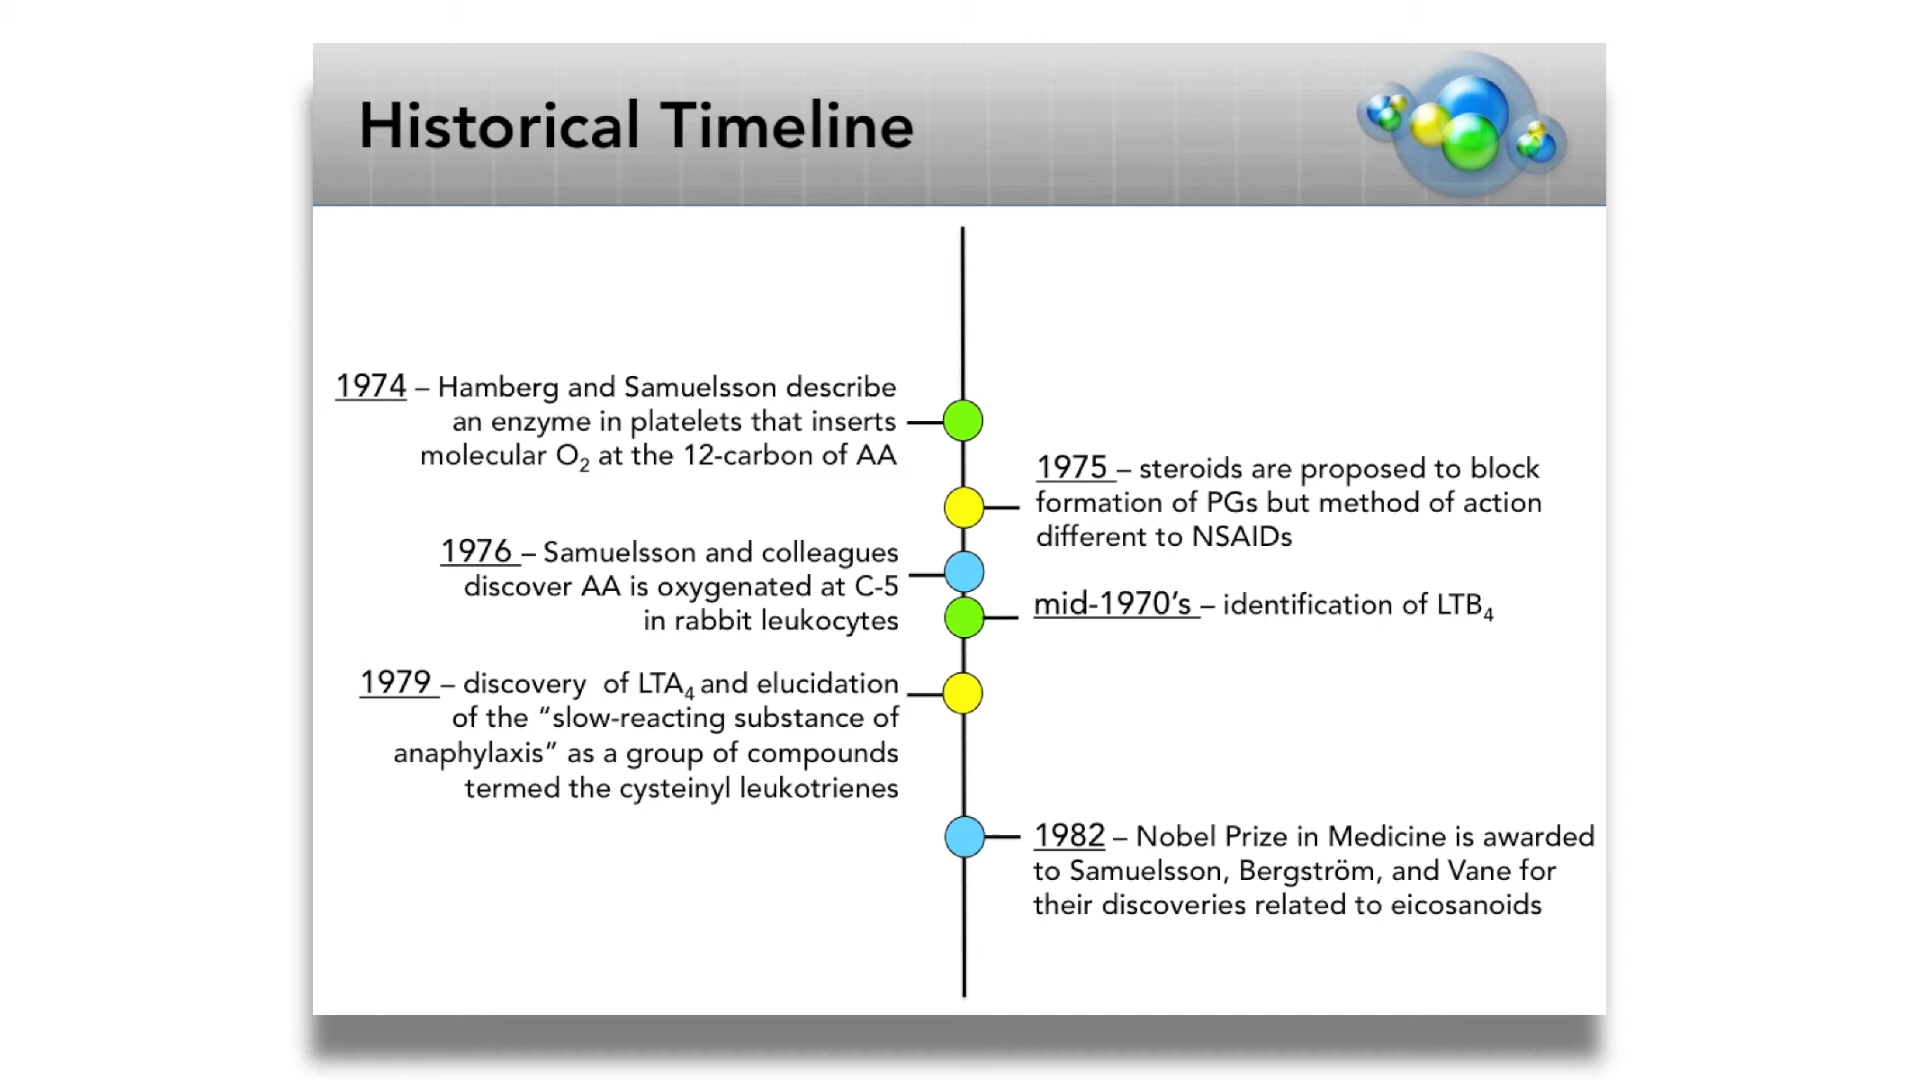 Historical Timeline
1974 – Hamberg and Samuelsson describe
an enzyme in platelets that inserts
molecular O2 at the 12-carbon of AA
1975 – steroids are proposed to block
formation of PGs but method of action
different to NSAIDs
1976 – Samuelsson and colleagues
discover AA is oxygenated at C-5
in rabbit leukocytes
mid-1970's – identification of LTB4
1979 – discovery of LTA4 and elucidation
of the "slow-reacting substance of
anaphylaxis" as a group of compounds
termed the cysteinyl leukotrienes
1982 – Nobel Prize in Medicine is awarded
to Samuelsson, Bergström, and Vane for
their discoveries related to eicosanoids